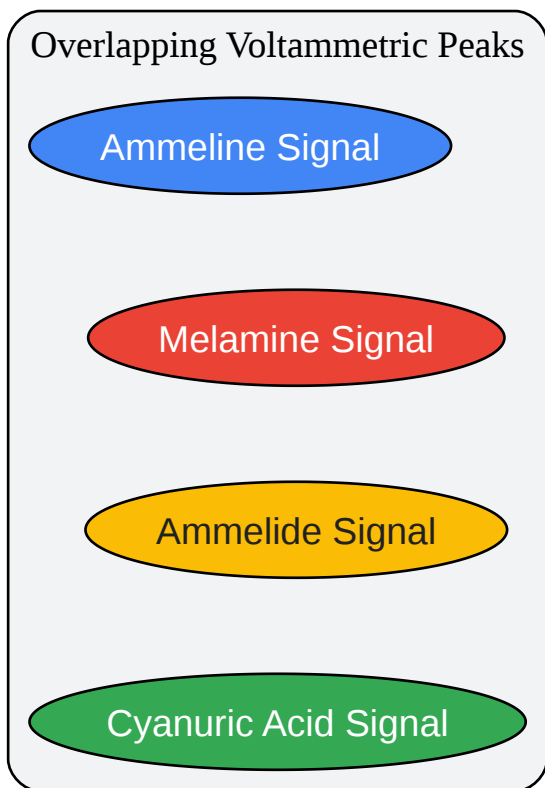 Overlapping Voltammetric Peaks
Ammeline Signal
Melamine Signal
Ammelide Signal
Cyanuric Acid Signal